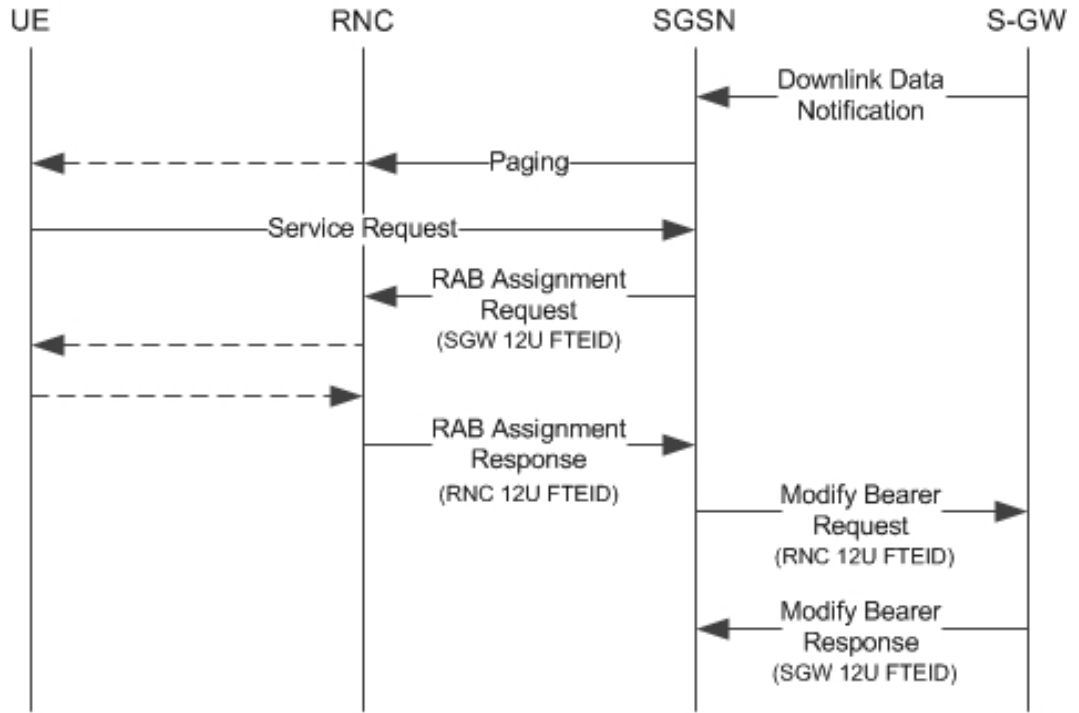 UE RNC SGSN S-GW
Downlink Data
Notification
Paging
Service Request
RAB Assignment
Request
(SGW 12U FTEID)
RAB Assignment
Response
(RNC 12U FTEID)
Modify Bearer
Request
(RNC 12U FTEID)
Modify Bearer
Response
(SGW 12U FTEID)